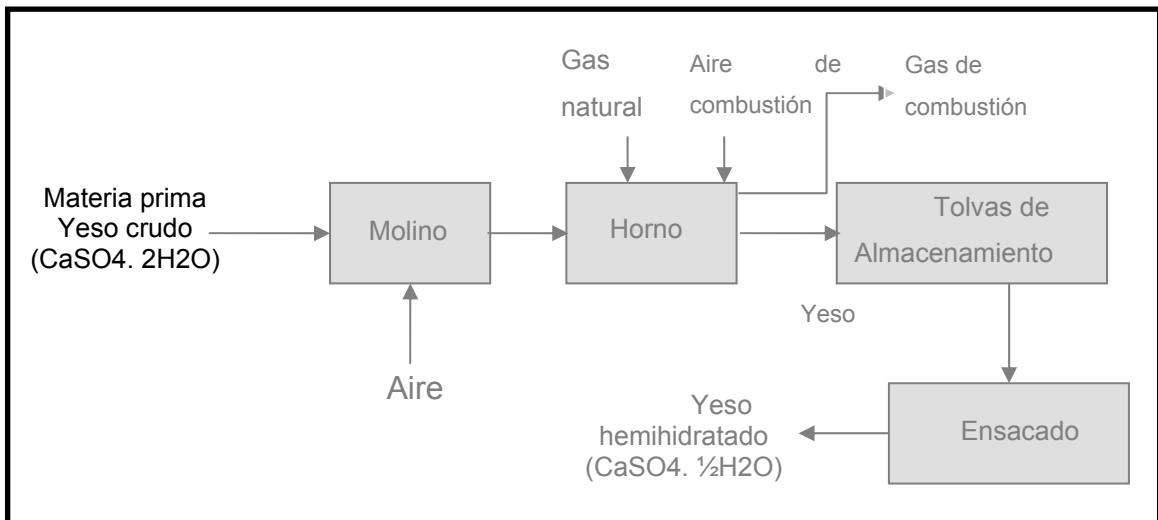 Gas
natural
Aire de
combustión
Gas de
combustión
Materia prima
Yeso crudo
(CaSO4. 2H2O)
Molino
Horno
Tolvas de
Almacenamiento
Aire
Yeso
Ensacado
Yeso
hemihidratado
(CaSO4. ½H2O)